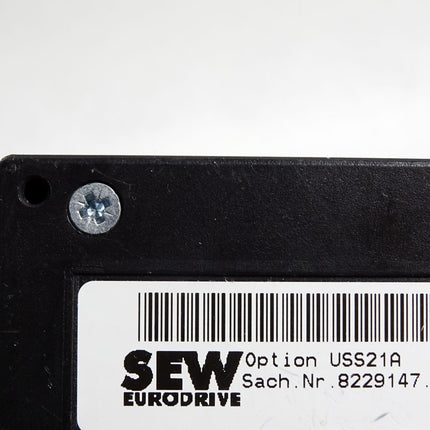 SEW
EURODRIVE
Option USS21A
Sach.Nr.8229147.